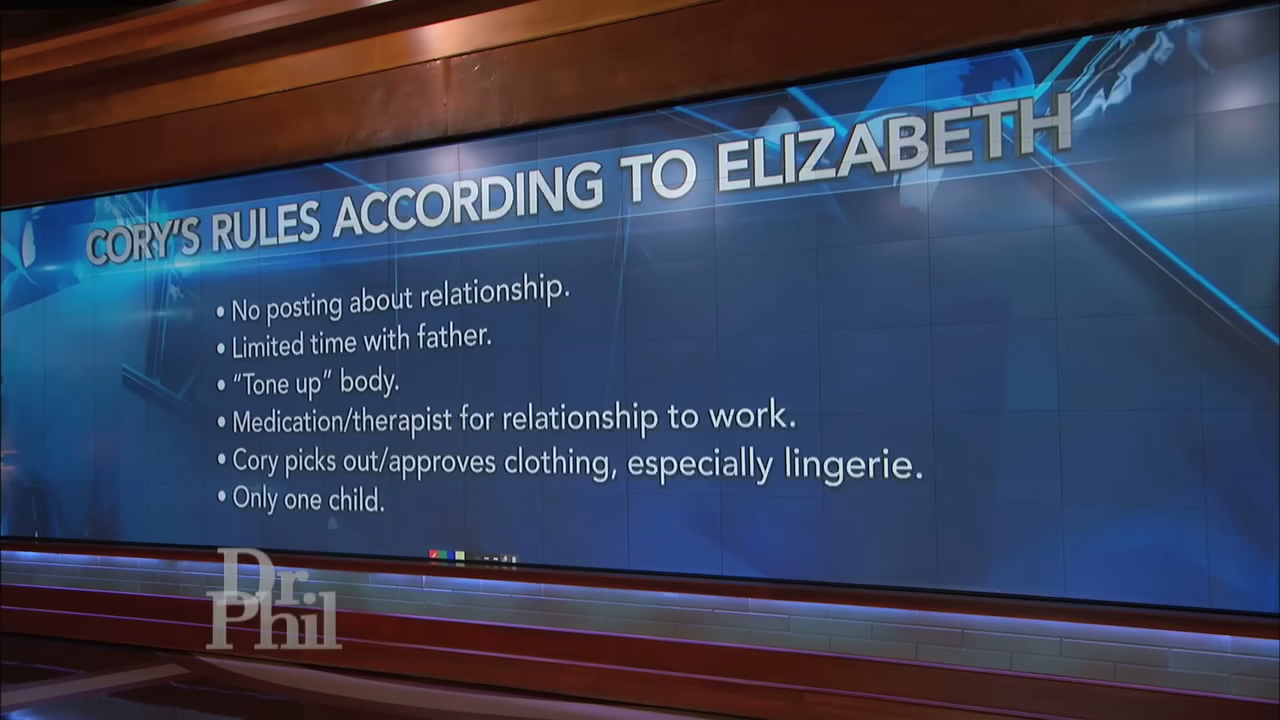 CORY'S RULES ACCORDING TO ELIZABETH
• No posting about relationship.
• Limited time with father.
• “Tone up” body.
• Medication/therapist for relationship to work.
• Cory picks out/approves clothing, especially lingerie.
• Only one child.
Dr.
Phil